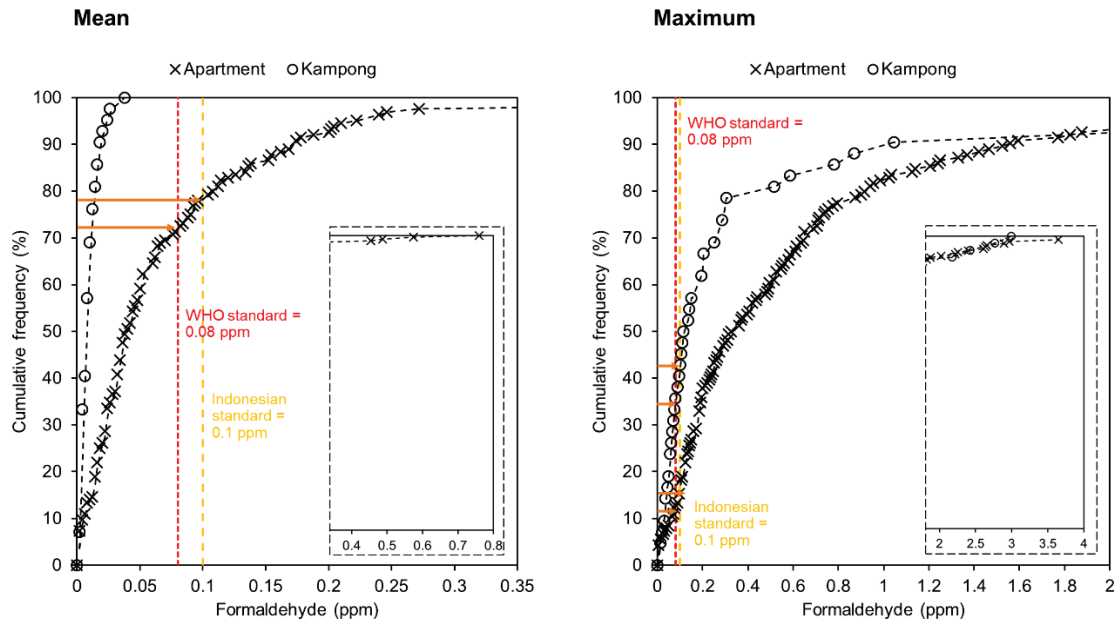 Mean
Apartment Kampong
Cumulative frequency (%)
100
90
80
70
60
50
40
30
20
10
0
WHO standard =
0.08 ppm
Indonesian
standard =
0.1 ppm
0.4 0.5 0.6 0.7 0.8
0 0.05 0.1 0.15 0.2 0.25 0.3 0.35
Formaldehyde (ppm)
Maximum
Apartment Kampong
Cumulative frequency (%)
100
90
80
70
60
50
40
30
20
10
0
WHO standard =
0.08 ppm
Indonesian
standard =
0.1 ppm
2 2.5 3 3.5 4
0 0.2 0.4 0.6 0.8 1 1.2 1.4 1.6 1.8 2
Formaldehyde (ppm)